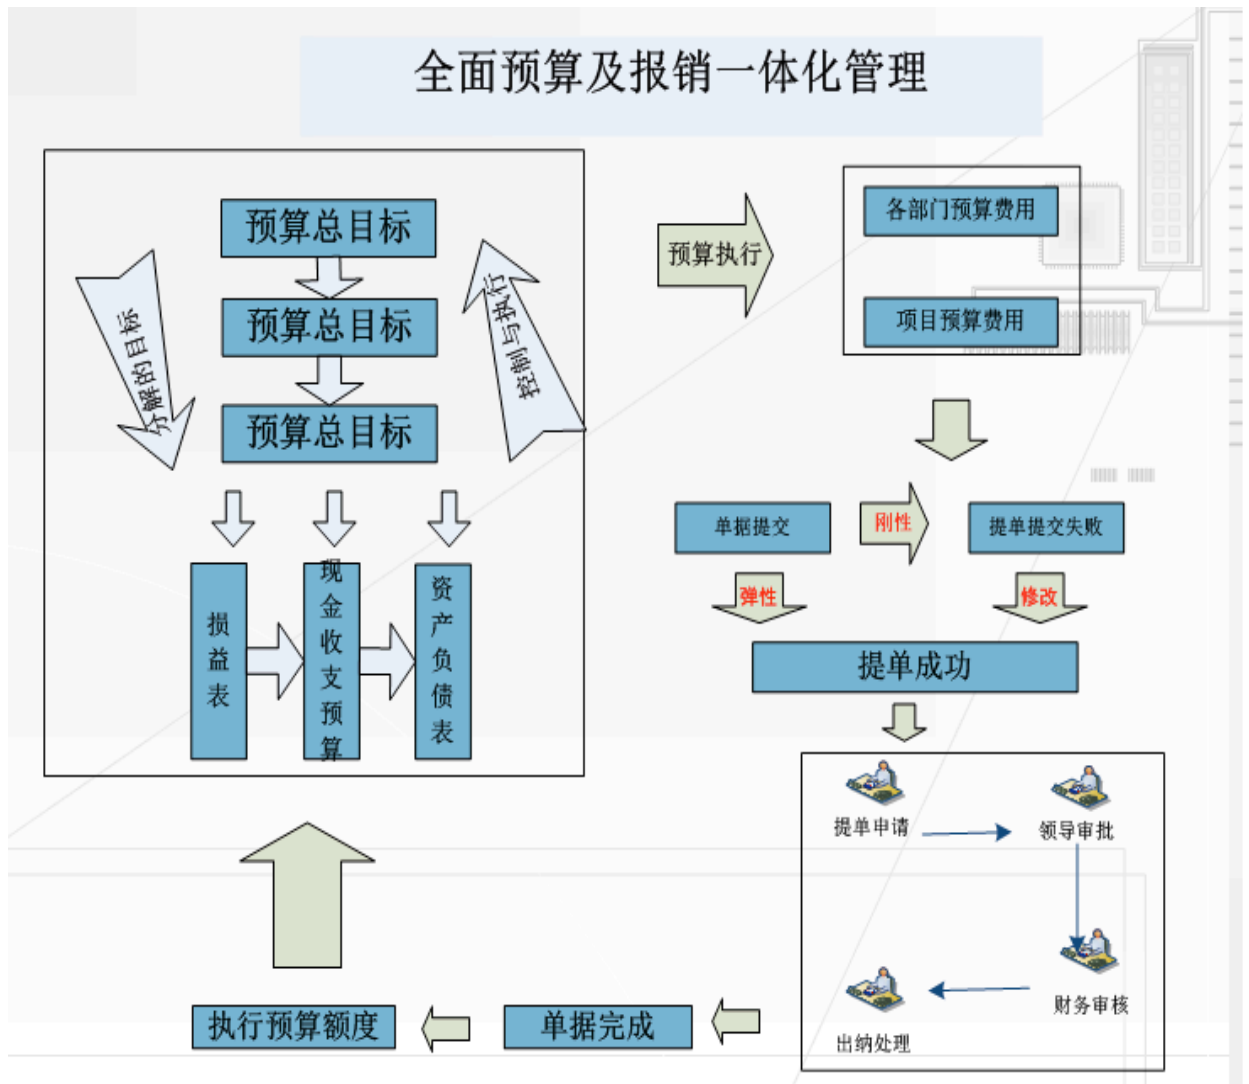 全面预算及报销一体化管理
预算总目标
预算总目标
预算总目标
分解的目标
控制与执行
损益表
现金收支预算
资产负债表
预算执行
各部门预算费用
项目预算费用
单据提交
刚性
提单提交失败
弹性
修改
提单成功
提单申请
领导审批
财务审核
出纳处理
单据完成
执行预算额度